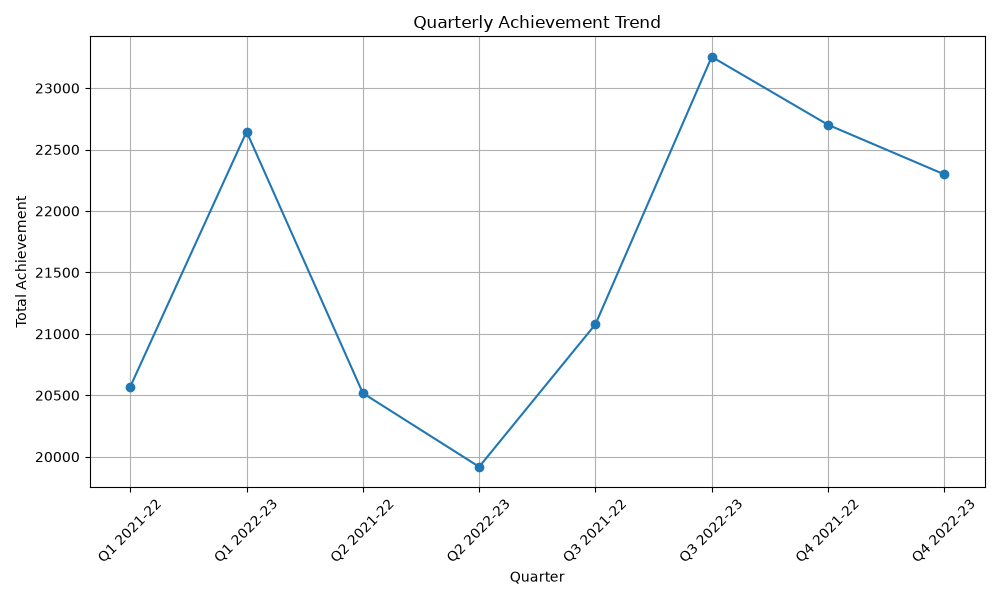 Quarterly Achievement Trend
Total Achievement
23000
22500
22000
21500
21000
20500
20000
Q1 2021-22
Q1 2022-23
Q2 2021-22
Q2 2022-23
Q3 2021-22
Q3 2022-23
Q4 2021-22
Q4 2022-23
Quarter